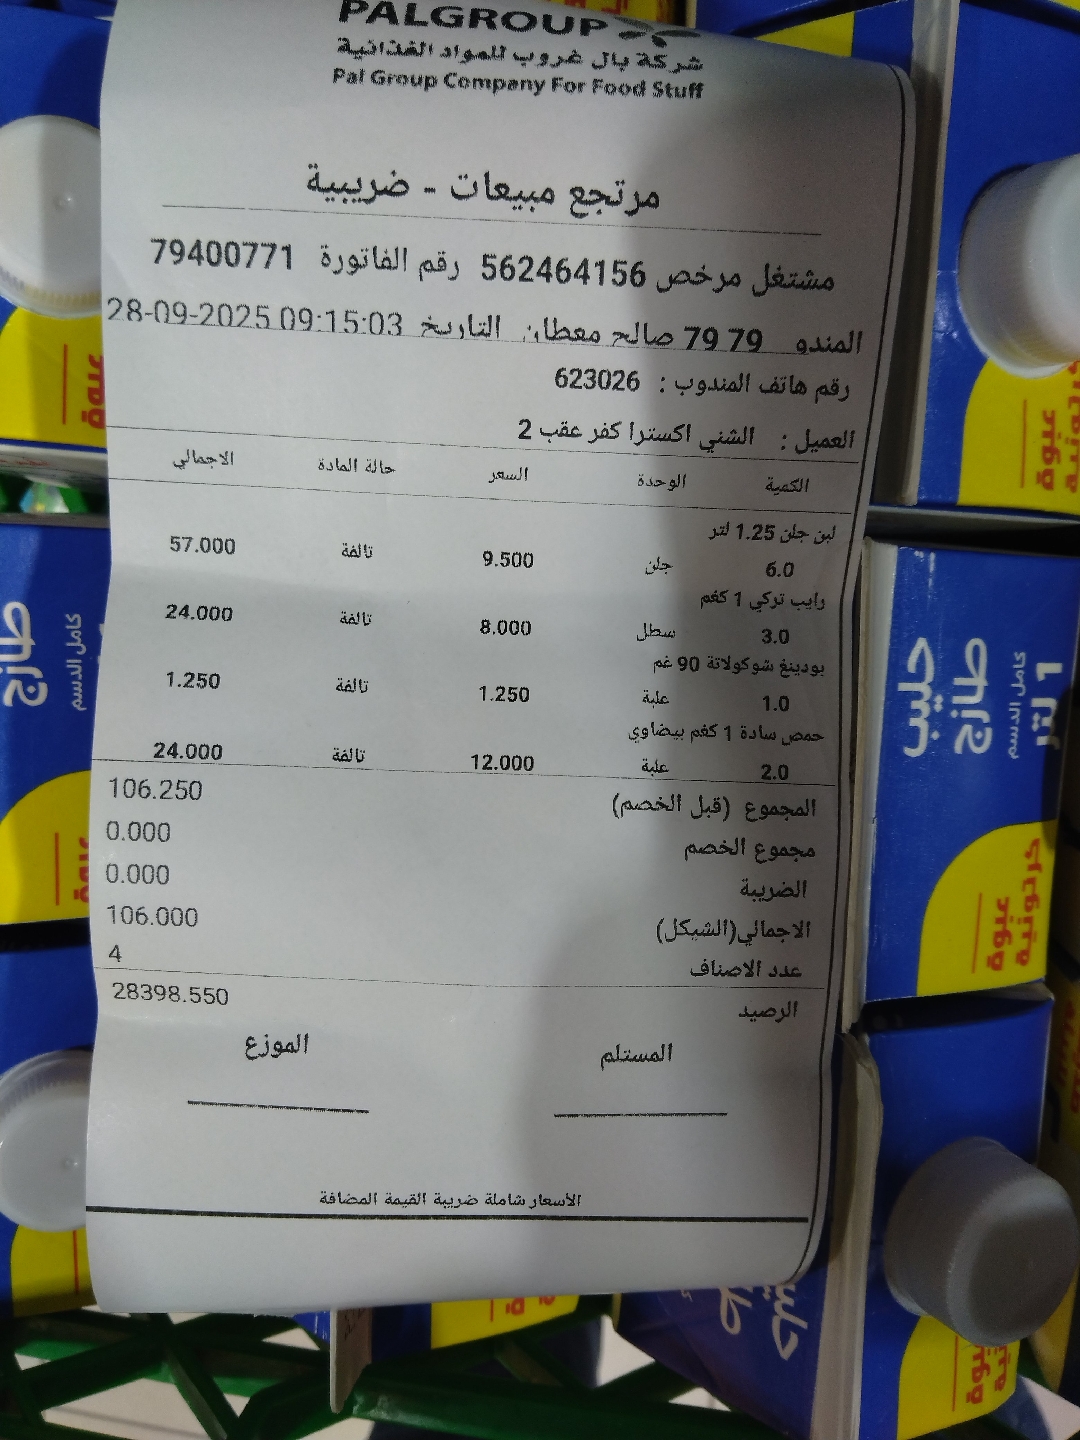 PALGROUP
شركة بال غروب للمواد الغذائية
Pal Group Company For Food Stuff
مرتجع مبيعات - ضريبية
مشتغل مرخص 562464156 رقم الفاتورة 79400771
المندو 79 79 صالح معطان التاريخ 28-09-2025 09:15:03
رقم هاتف المندوب : 623026
العميل : الشني اكسترا كفر عقب 2
الكمية الوحدة السعر حالة المادة الاجمالي
لبن جلن 1.25 لتر
6.0 جلن 9.500 تالفة 57.000
رايب تركي 1 كغم
3.0 سطل 8.000 تالفة 24.000
بودينغ شوكولاتة 90 غم
1.0 علبة 1.250 تالفة 1.250
حمص سادة 1 كغم بيضاوي
2.0 علبة 12.000 تالفة 24.000
المجموع (قبل الخصم) 106.250
مجموع الخصم 0.000
الضريبة 0.000
الاجمالي(الشيكل) 106.000
عدد الاصناف 4
الرصيد 28398.550
المستلم الموزع
الأسعار شاملة ضريبة القيمة المضافة
عبوة
كرتونية
حليب
طازج
كامل الدسم
1 لتر
عبوة
كرتونية
طازج
كامل الدسم
عبوة